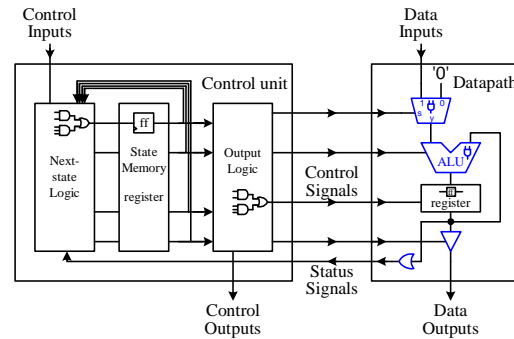 Control
Inputs
Data
Inputs
'0'
Control unit
Datapath
1 0
s
y
ff
ALU
Next-
state
Logic
State
Memory
register
Output
Logic
Control
Signals
ff
register
Status
Signals
Control
Outputs
Data
Outputs